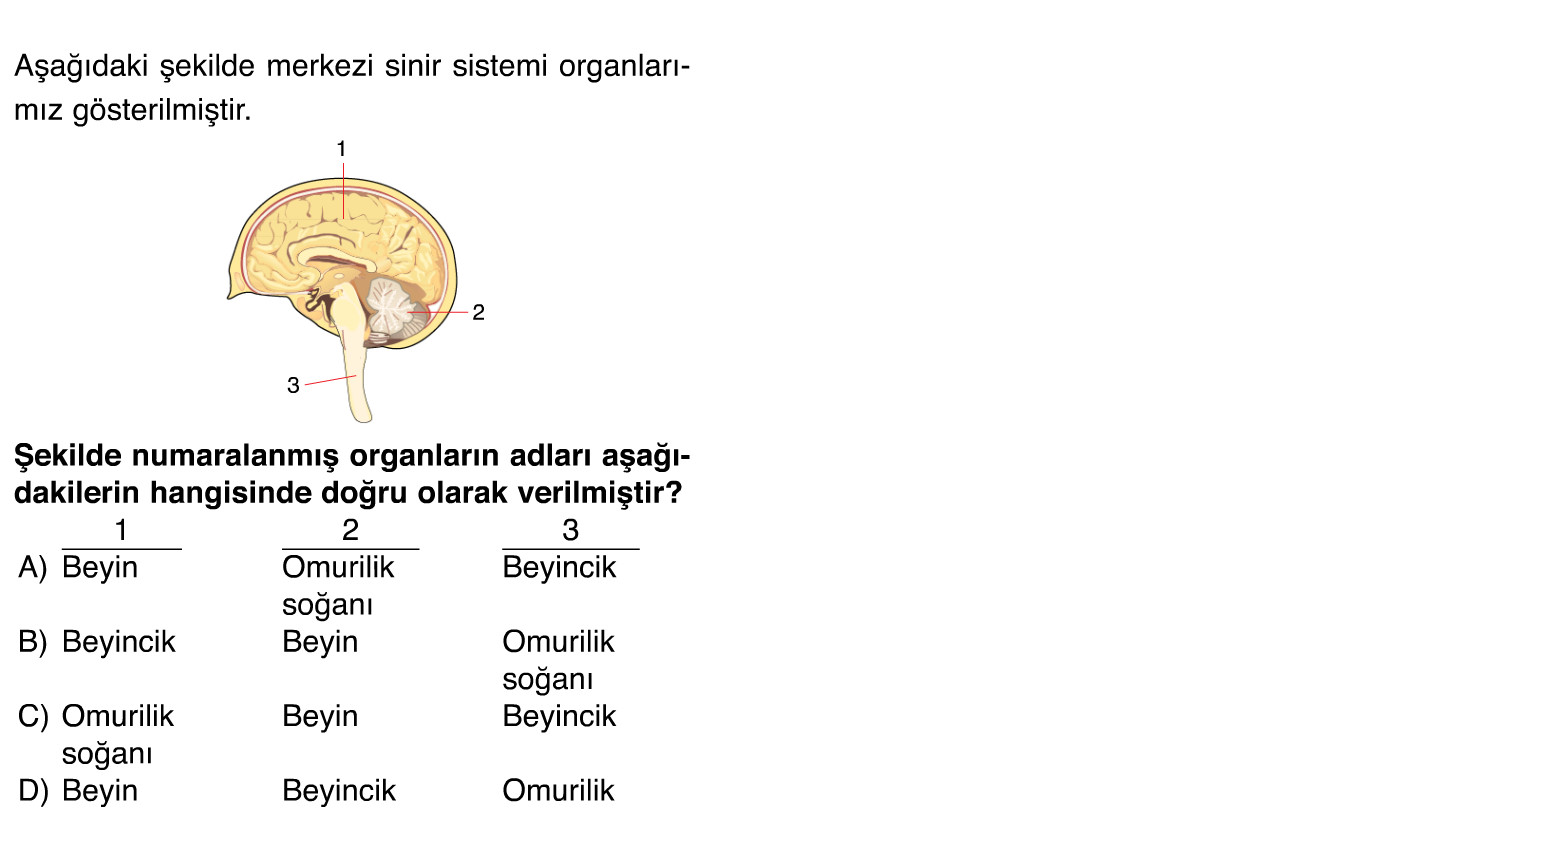 Aşağıdaki şekilde merkezi sinir sistemi organları-
mız gösterilmiştir.
1
2
3
Şekilde numaralanmış organların adları aşağı-
dakilerin hangisinde doğru olarak verilmiştir?
1 2 3
A) Beyin Omurilik Beyincik
soğanı
B) Beyincik Beyin Omurilik
soğanı
C) Omurilik Beyin Beyincik
soğanı
D) Beyin Beyincik Omurilik